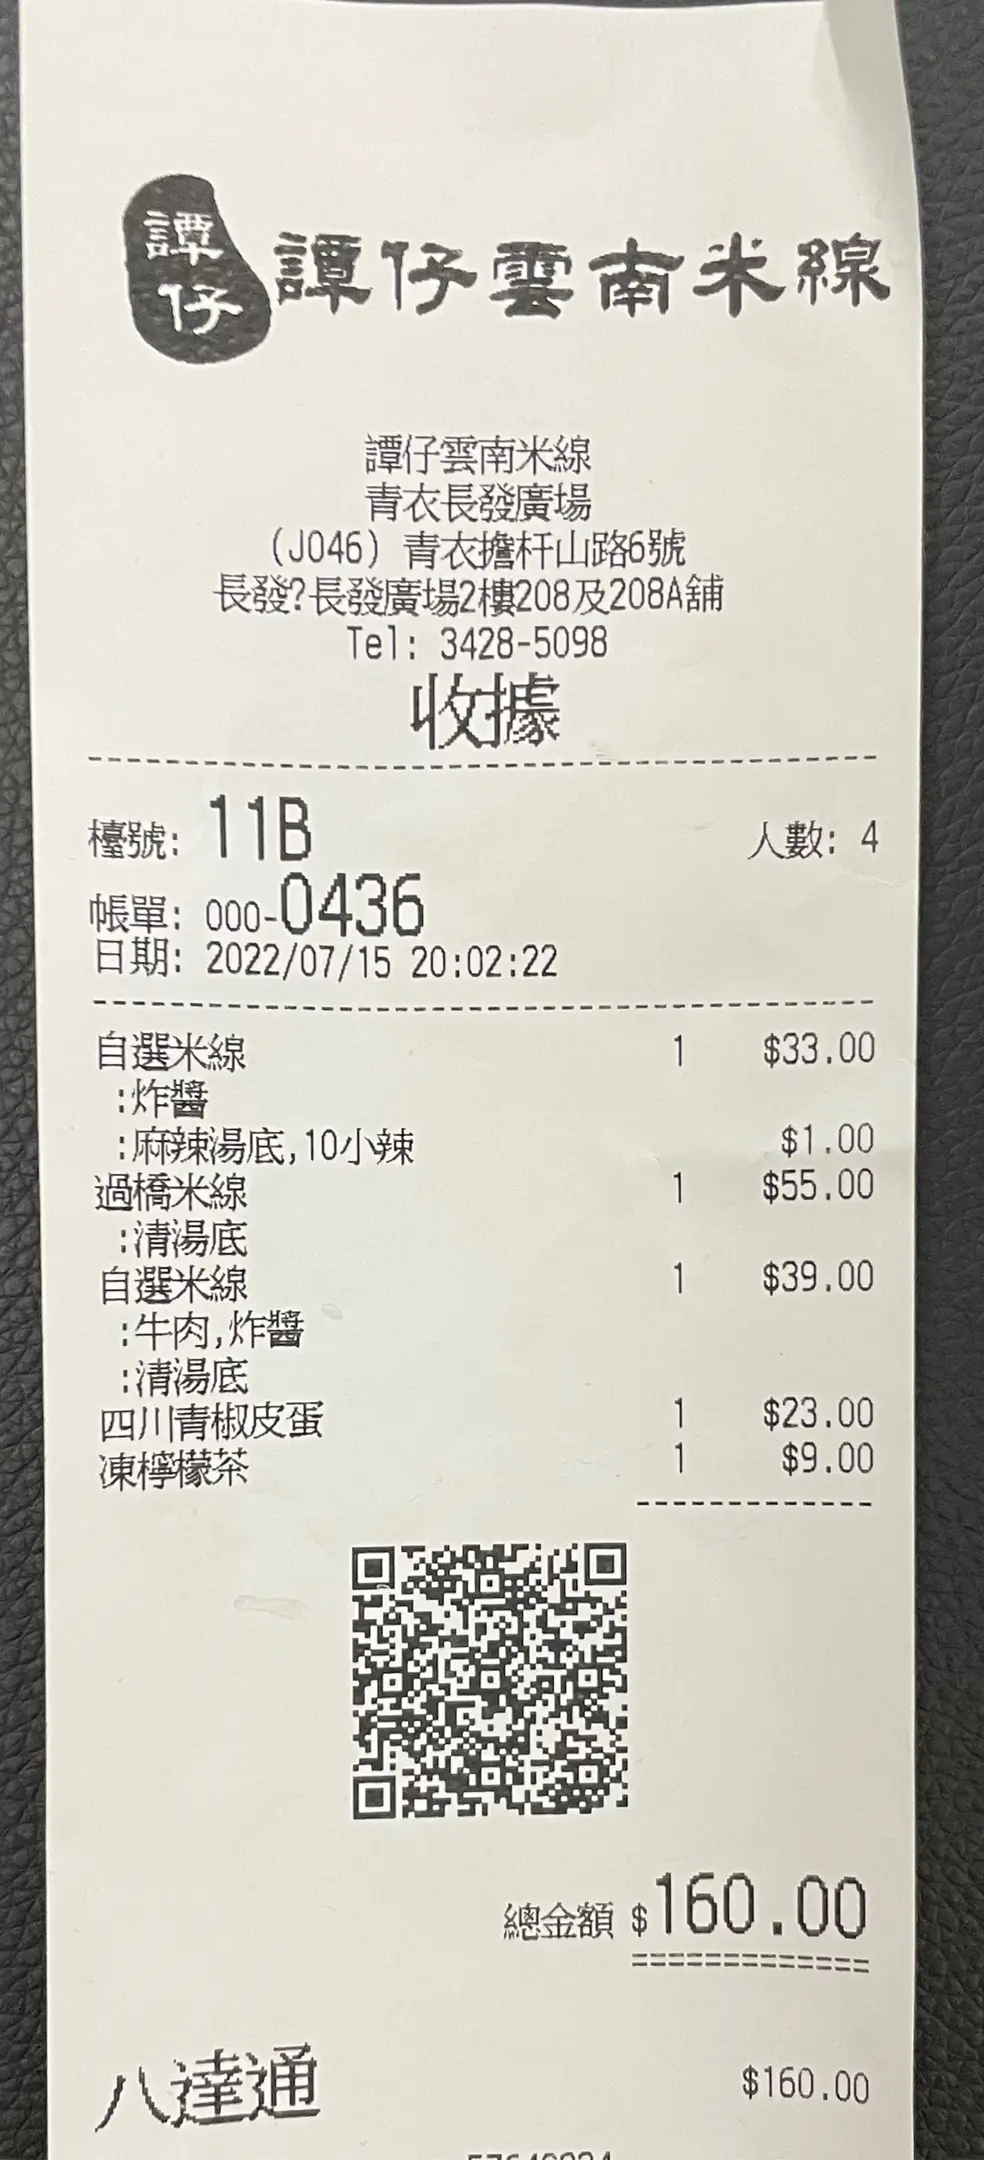 譚仔
譚仔雲南米線
譚仔雲南米線
青衣長發廣場
(J046) 青衣擔杆山路6號
長發?長發廣場2樓208及208A舖
Tel: 3428-5098
收據
檯號: 11B 人數: 4
帳單: 000-0436
日期: 2022/07/15 20:02:22
自選米線 1 $33.00
:炸醬
:麻辣湯底,10小辣 $1.00
過橋米線 1 $55.00
:清湯底
自選米線 1 $39.00
:牛肉,炸醬
:清湯底
四川青椒皮蛋 1 $23.00
凍檸檬茶 1 $9.00
總金額 $160.00
八達通 $160.00